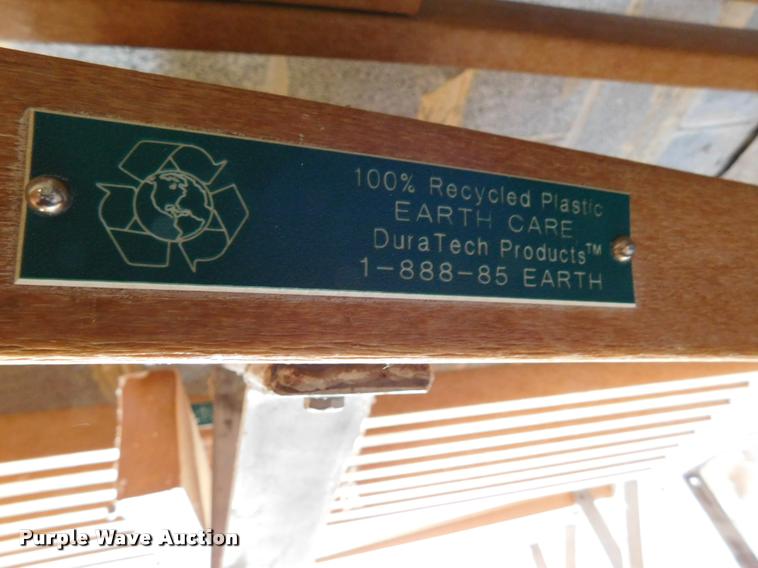 100% Recycled Plastic
EARTH CARE
DuraTech Products™
1-888-85 EARTH
Purple Wave Auction